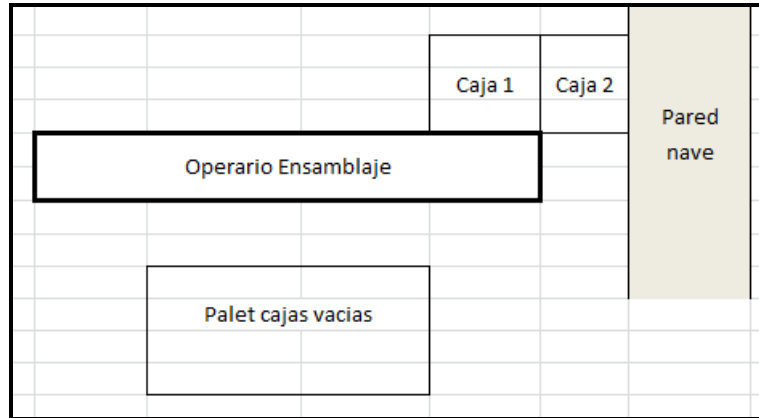 Caja 1
Caja 2
Pared
nave
Operario Ensamblaje
Palet cajas vacias